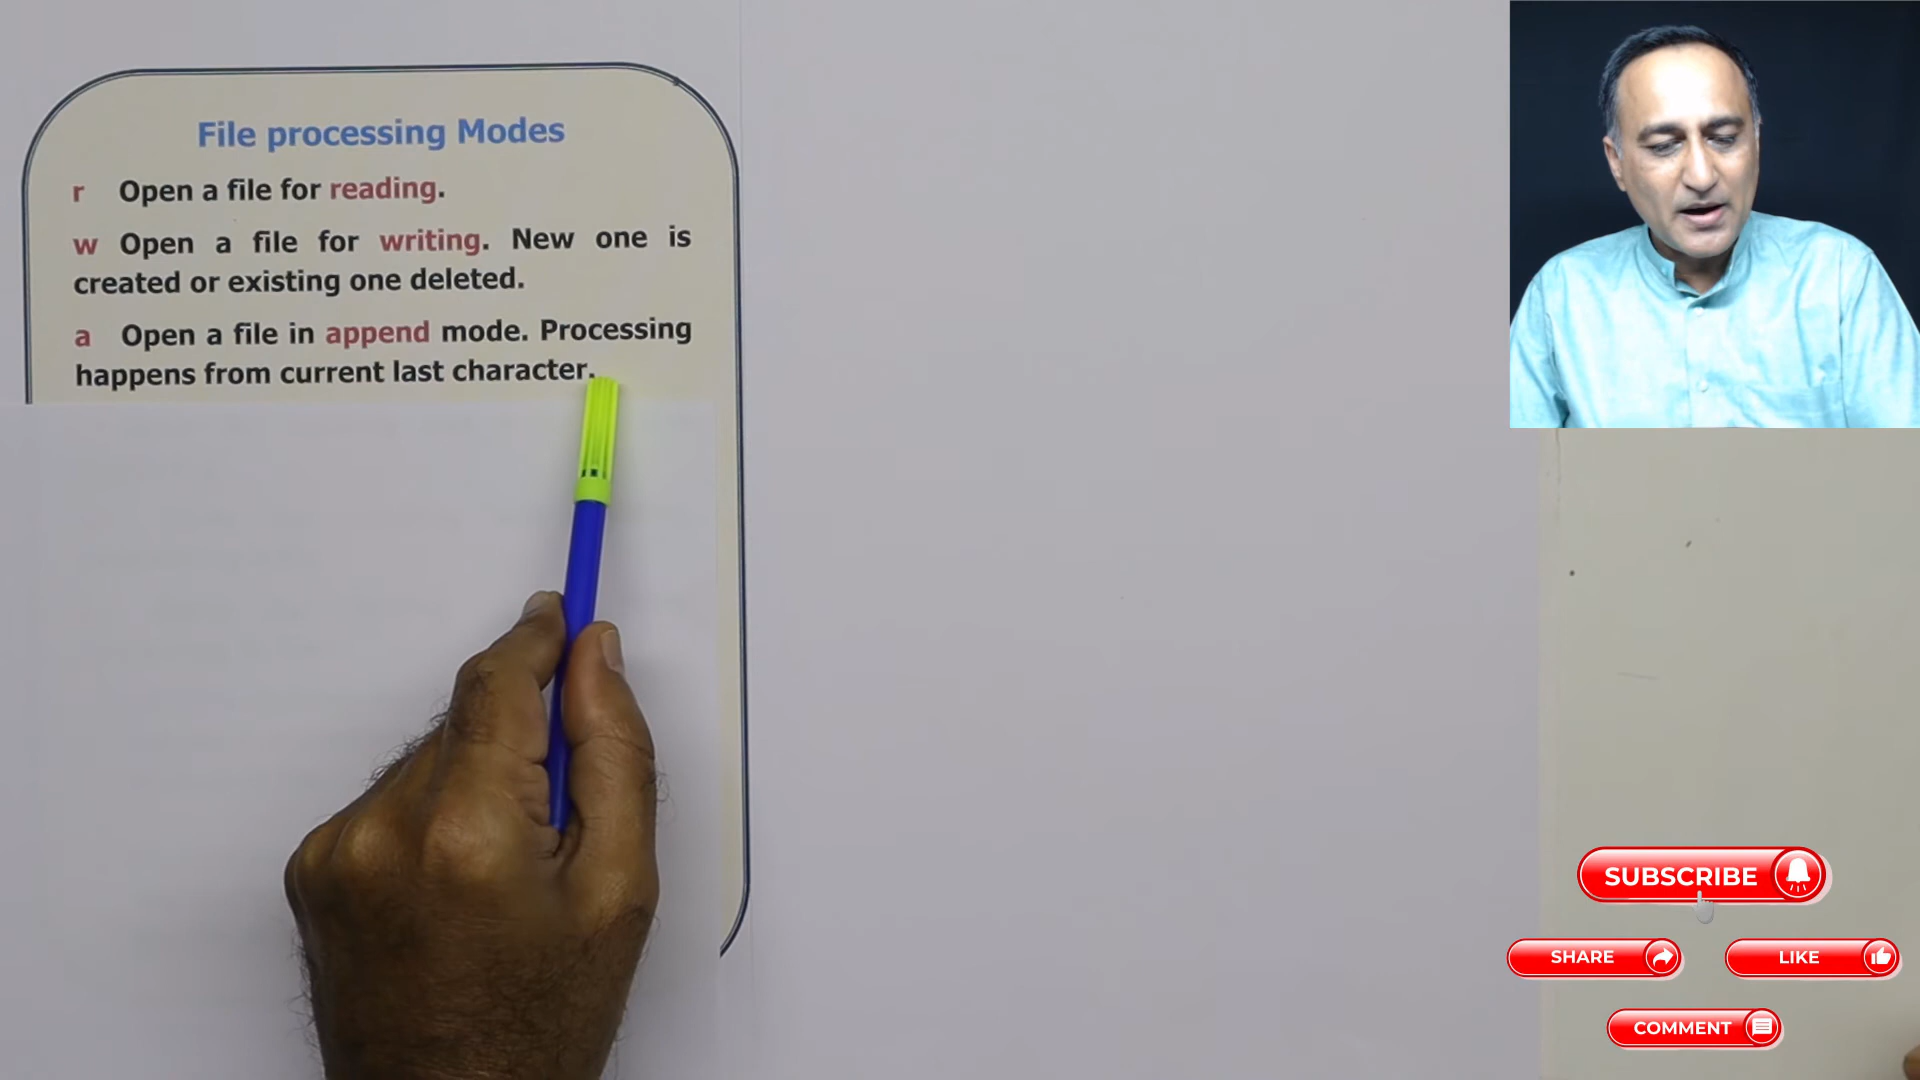 File processing Modes
r Open a file for reading.
w Open a file for writing. New one is
created or existing one deleted.
a Open a file in append mode. Processing
happens from current last character.
SUBSCRIBE
SHARE
LIKE
COMMENT